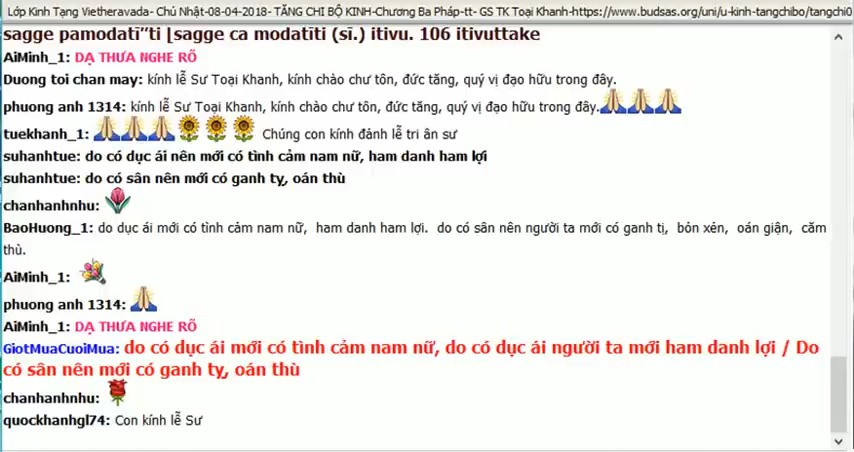 Lớp Kinh Tạng Vietheravada- Chủ Nhật-08-04-2018- TĂNG CHI BỘ KINH-Chương Ba Pháp-tt- GS TK Toại Khanh-https://www.budsas.org/uni/u-kinh-tangchibo/tangchi0
sagge pamodatī"ti [sagge ca modatīti (sī.) itivu. 106 itivuttake
AiMinh_1: DẠ THƯA NGHE RÕ
Duong toi chan may: kính lễ Sư Toại Khanh, kính chào chư tôn, đức tăng, quý vị đạo hữu trong đây.
phuong anh 1314: kính lễ Sư Toại Khanh, kính chào chư tôn, đức tăng, quý vị đạo hữu trong đây.
tuekhanh_1: Chúng con kính đảnh lễ tri ân sư
suhanhtue: do có dục ái nên mới có tình cảm nam nữ, ham danh ham lợi
suhanhtue: do có sân nên mới có ganh tỵ, oán thù
chanhanhnhu:
BaoHuong_1: do dục ái mới có tình cảm nam nữ, ham danh ham lợi. do có sân nên người ta mới có ganh tị, bỏn xẻn, oán giận, căm
thù.
AiMinh_1:
phuong anh 1314:
AiMinh_1: DẠ THƯA NGHE RÕ
GiotMuaCuoiMua: do có dục ái mới có tình cảm nam nữ, do có dục ái người ta mới ham danh lợi / Do
có sân nên mới có ganh tỵ, oán thù
chanhanhnhu:
quockhanhgl74: Con kính lễ Sư